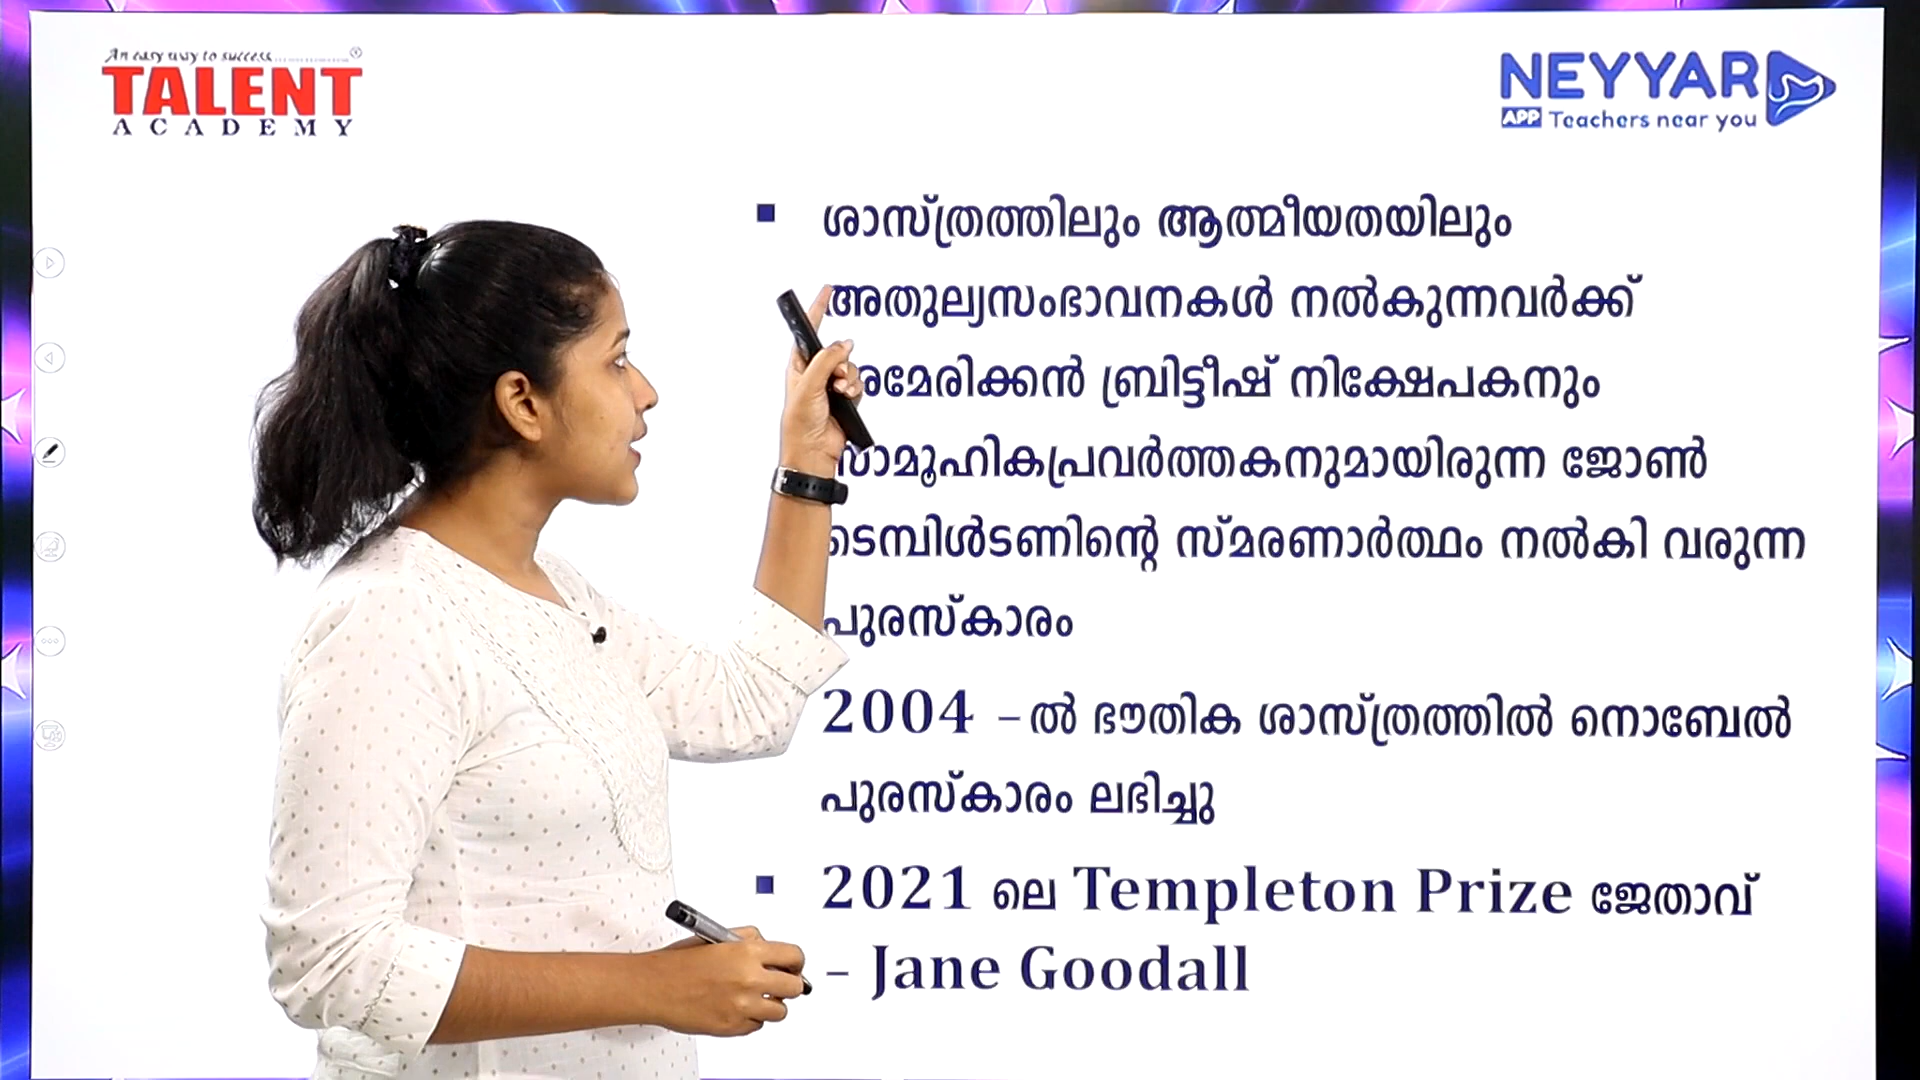 An easy way to success
TALENT
ACADEMY
NEYYAR
APP Teachers near you
ശാസ്ത്രത്തിലും ആത്മീയതയിലും
അതുല്യസംഭാവനകൾ നൽകുന്നവർക്ക്
അമേരിക്കൻ ബ്രിട്ടീഷ് നിക്ഷേപകനും
സാമൂഹികപ്രവർത്തകനുമായിരുന്ന ജോൺ
ടെമ്പിൾടണിന്റെ സ്മരണാർത്ഥം നൽകി വരുന്ന
പുരസ്കാരം
2004 –ൽ ഭൗതിക ശാസ്ത്രത്തിൽ നൊബേൽ
പുരസ്കാരം ലഭിച്ചു
2021 ലെ Templeton Prize ജേതാവ്
– Jane Goodall